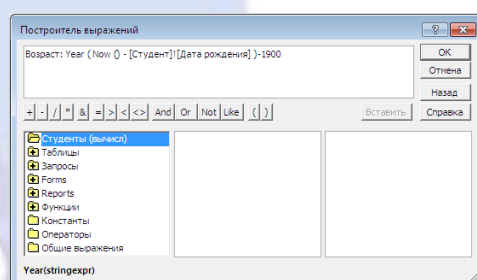 Построитель выражений
Возраст: Year ( Now () - [Студент]![Дата рождения] )-1900
OK
Отмена
Назад
+ - / * & = > < <> And Or Not Like ( )
Вставить
Справка
Студенты (вычисл)
Таблицы
Запросы
Forms
Reports
Функции
Константы
Операторы
Общие выражения
Year(stringexpr)